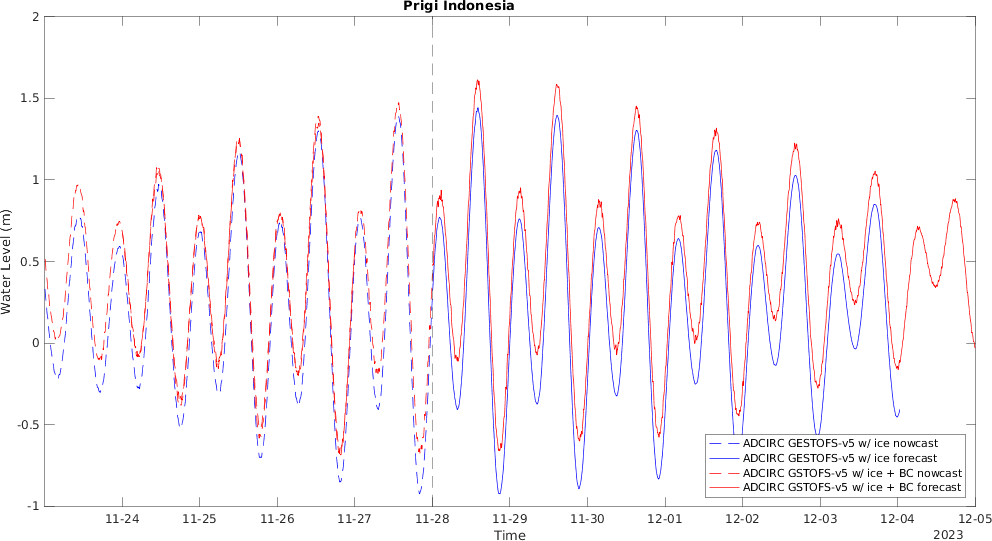 Prigi Indonesia
2
1.5
1
0.5
0
-0.5
-1
Water Level (m)
ADCIRC GESTOFS-v5 w/ ice nowcast
ADCIRC GESTOFS-v5 w/ ice forecast
ADCIRC GSTOFS-v5 w/ ice + BC nowcast
ADCIRC GSTOFS-v5 w/ ice + BC forecast
11-24 11-25 11-26 11-27 11-28 11-29 11-30 12-01 12-02 12-03 12-04 12-05
Time
2023